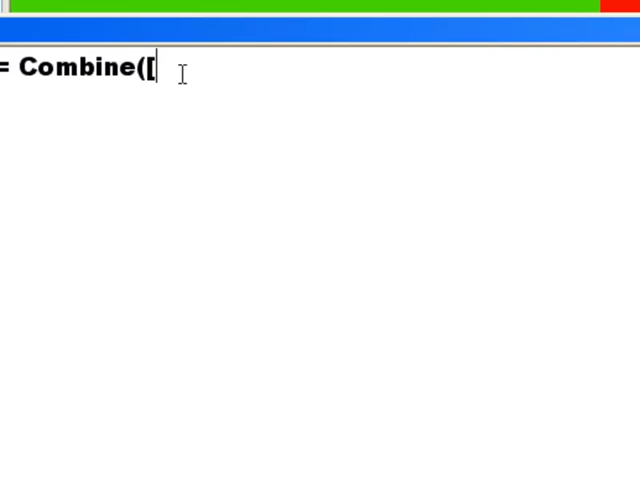 = Combine([